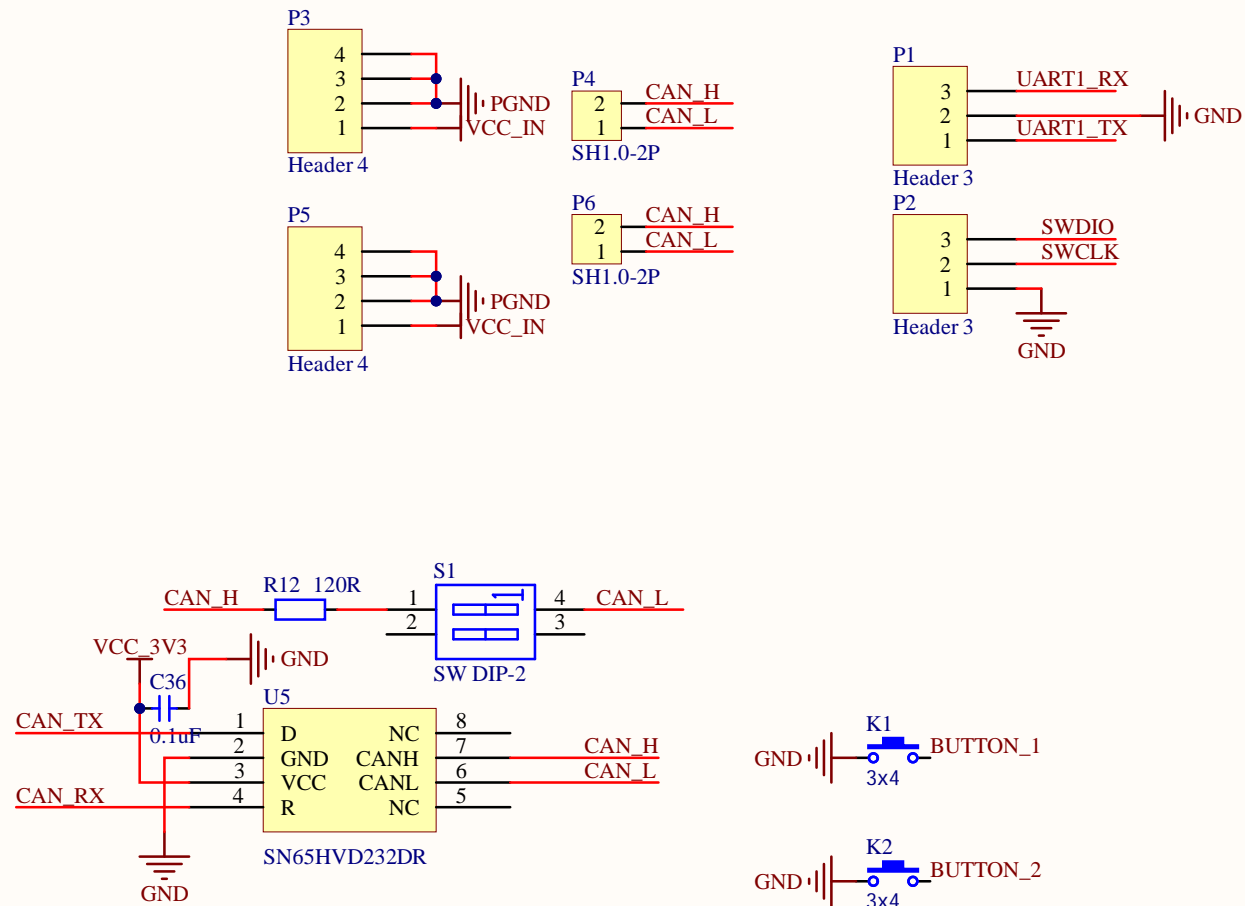 P3
4
3
2
1
PGND
VCC_IN
Header 4
P4
2
1
CAN_H
CAN_L
SH1.0-2P
P1
3
2
1
UART1_RX
GND
UART1_TX
Header 3
P5
4
3
2
1
PGND
VCC_IN
Header 4
P6
2
1
CAN_H
CAN_L
SH1.0-2P
P2
3
2
1
SWDIO
SWCLK
GND
Header 3
CAN_H
R12 120R
S1
1
2
4
3
1
CAN_L
SW DIP-2
VCC_3V3
GND
C36
0.1uF
U5
CAN_TX
1 D NC 8
2 GND CANH 7 CAN_H
3 VCC CANL 6 CAN_L
CAN_RX 4 R NC 5
SN65HVD232DR
GND
K1
GND BUTTON_1
3x4
K2
GND BUTTON_2
3x4